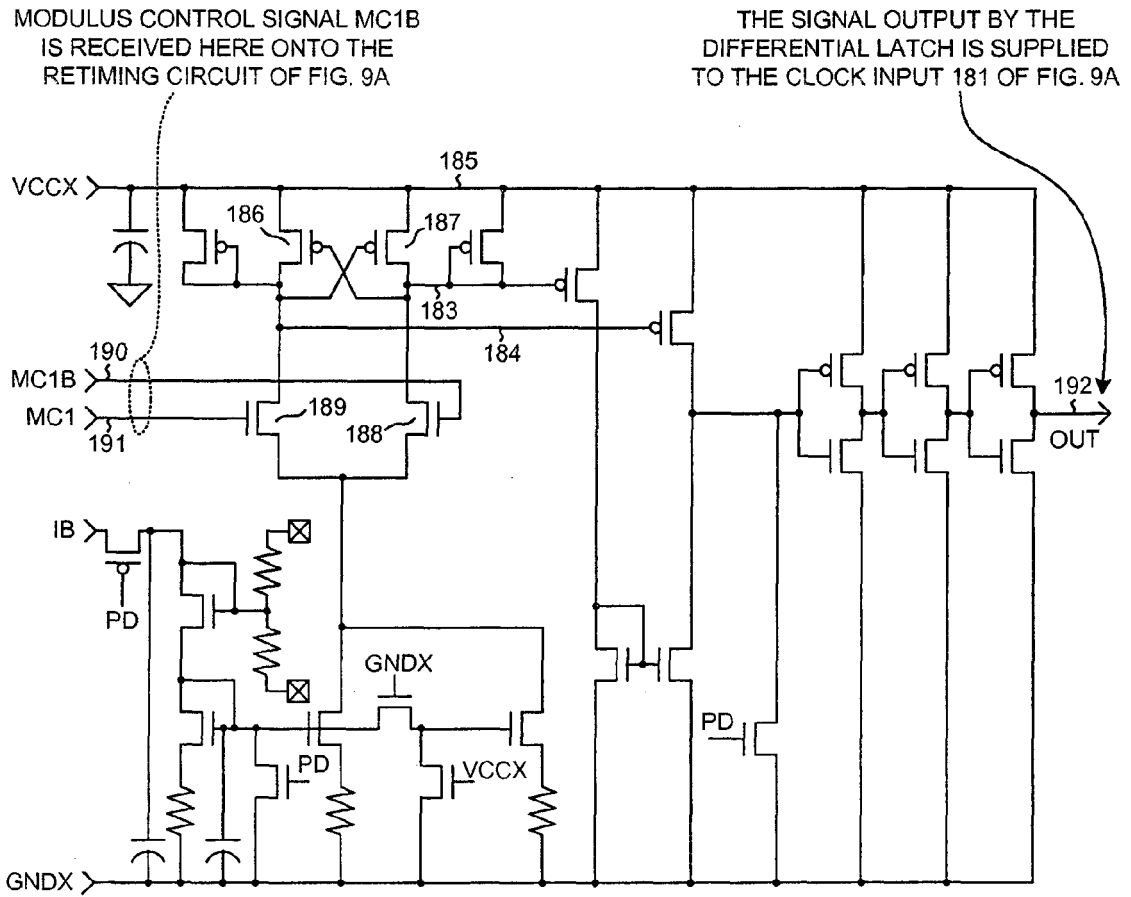 MODULUS CONTROL SIGNAL MC1B
IS RECEIVED HERE ONTO THE
RETIMING CIRCUIT OF FIG. 9A
THE SIGNAL OUTPUT BY THE
DIFFERENTIAL LATCH IS SUPPLIED
TO THE CLOCK INPUT 181 OF FIG. 9A
185
VCCX
186
187
183
184
190
MC1B
MC1
191
189
188
192
OUT
IB
PD
GNDX
PD
VCCX
PD
GNDX